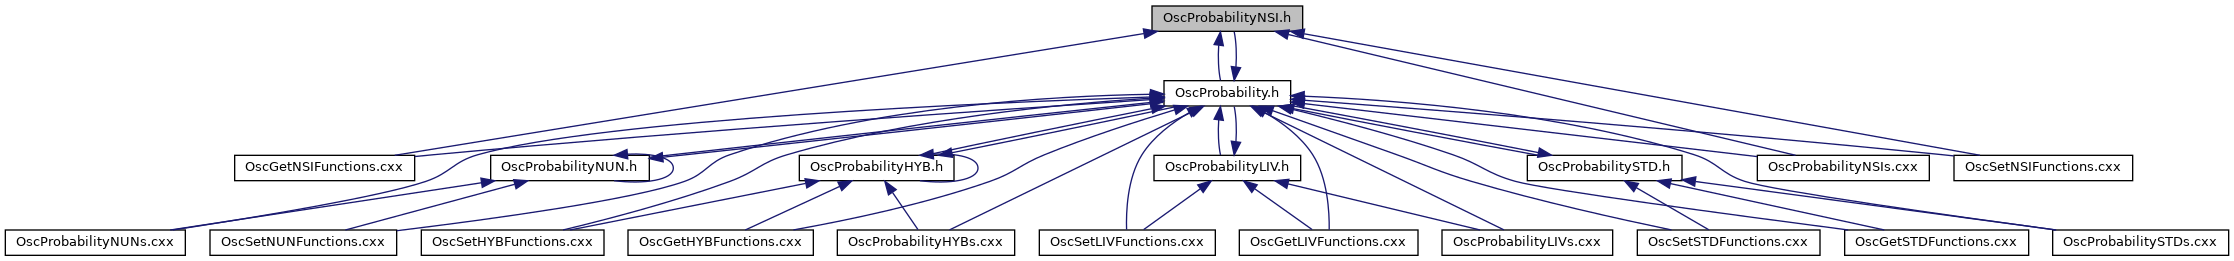 OscProbabilityNSI.h
OscProbability.h
OscGetNSIFunctions.cxx
OscProbabilityNUN.h
OscProbabilityHYB.h
OscProbabilityLIV.h
OscProbabilitySTD.h
OscProbabilityNSIs.cxx
OscSetNSIFunctions.cxx
OscProbabilityNUNs.cxx
OscSetNUNFunctions.cxx
OscSetHYBFunctions.cxx
OscGetHYBFunctions.cxx
OscProbabilityHYBs.cxx
OscSetLIVFunctions.cxx
OscGetLIVFunctions.cxx
OscProbabilityLIVs.cxx
OscSetSTDFunctions.cxx
OscGetSTDFunctions.cxx
OscProbabilitySTDs.cxx